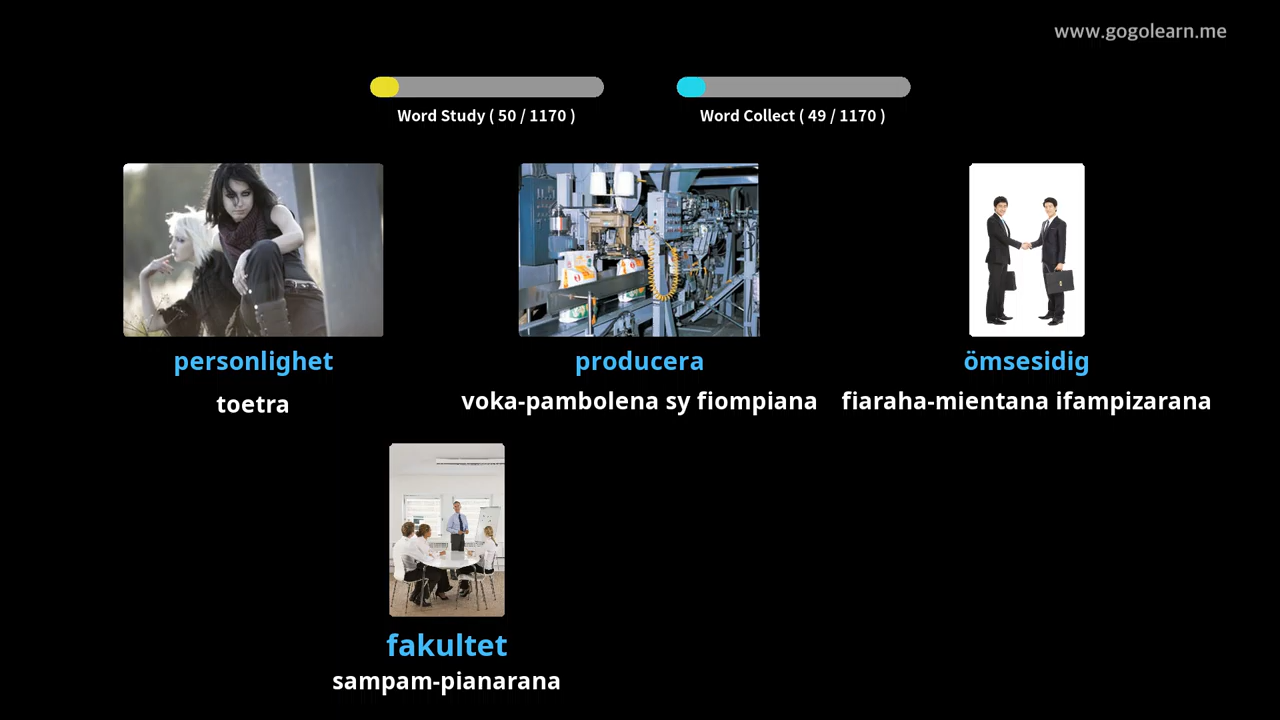 www.gogolearn.me
Word Study ( 50 / 1170 )
Word Collect ( 49 / 1170 )
personlighet
producera
ömsesidig
toetra
voka-pambolena sy fiompiana
fiaraha-mientana ifampizarana
fakultet
sampam-pianarana